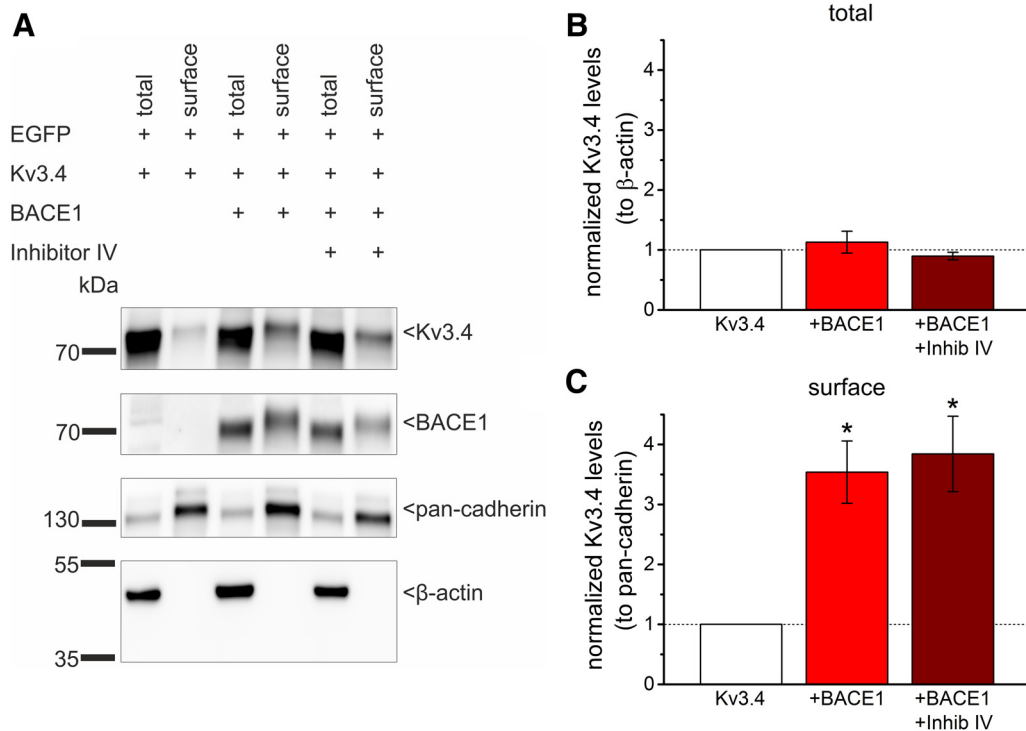 A
total surface total surface total surface
EGFP + + + + + +
Kv3.4 + + + + + +
BACE1 + + + +
Inhibitor IV + +
kDa
70 <Kv3.4
70 <BACE1
130 <pan-cadherin
55
<β-actin
35
B
total
normalized Kv3.4 levels
(to β-actin)
4
3
2
1
0
Kv3.4 +BACE1 +BACE1
+Inhib IV
C
surface
normalized Kv3.4 levels
(to pan-cadherin)
* *
4
3
2
1
0
Kv3.4 +BACE1 +BACE1
+Inhib IV